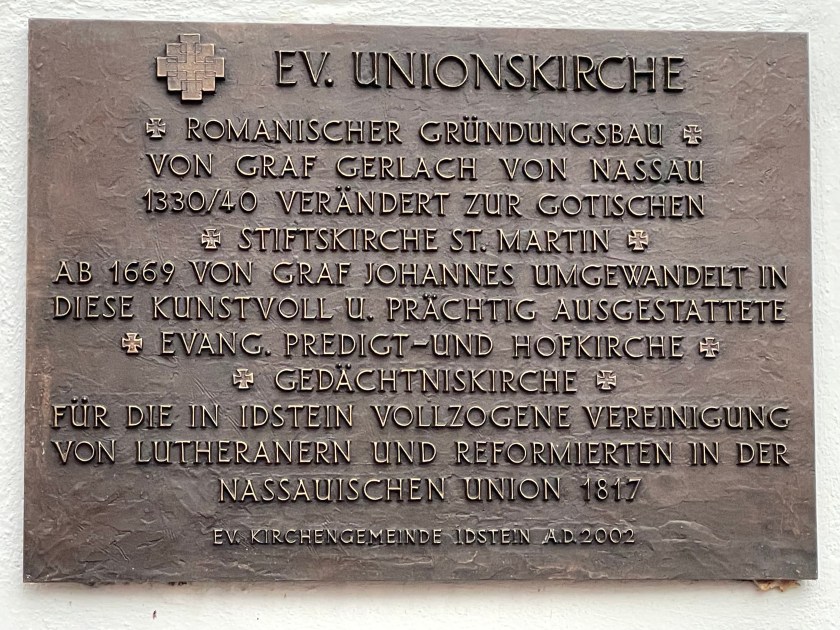 EV. UNIONSKIRCHE
ROMANISCHER GRÜNDUNGSBAU
VON GRAF GERLACH VON NASSAU
1330/40 VERÄNDERT ZUR GOTISCHEN
STIFTSKIRCHE ST. MARTIN
AB 1669 VON GRAF JOHANNES UMGEWANDELT IN
DIESE KUNSTVOLL U. PRÄCHTIG AUSGESTATTETE
EVANG. PREDIGT-UND HOFKIRCHE
GEDÄCHTNISKIRCHE
FÜR DIE IN IDSTEIN VOLLZOGENE VEREINIGUNG
VON LUTHERANERN UND REFORMIERTEN IN DER
NASSAUISCHEN UNION 1817
EV. KIRCHENGEMEINDE IDSTEIN A.D. 2002